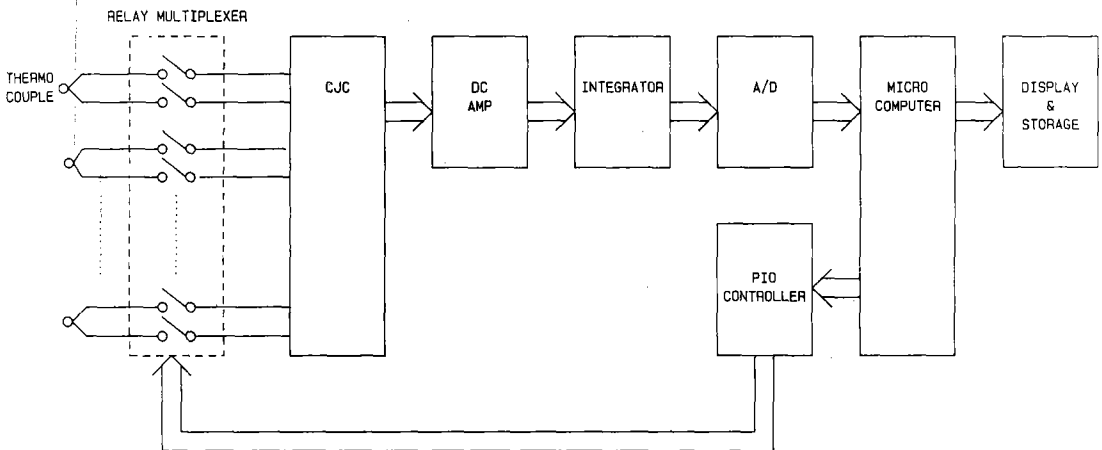 RELAY MULTIPLEXER
THERMO
COUPLE
CJC
DC
AMP
INTEGRATOR
A/D
MICRO
COMPUTER
DISPLAY
&
STORAGE
PIO
CONTROLLER